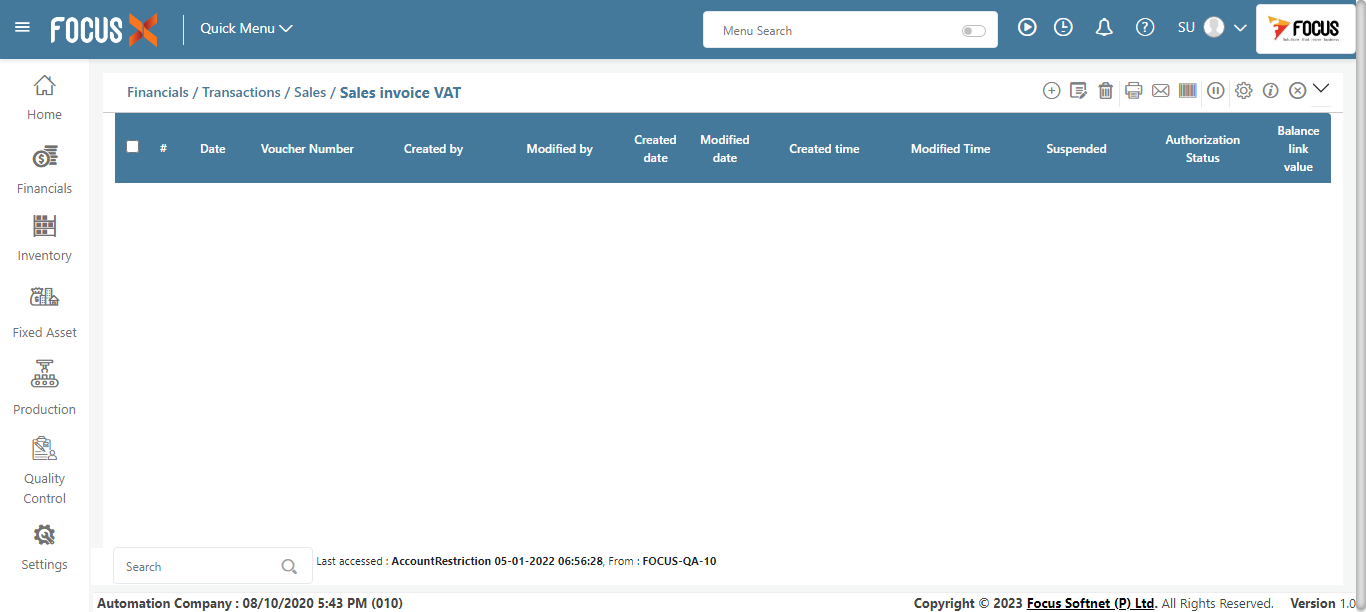 FOCUS X
Quick Menu
Menu Search
SU
FOCUS
Financials / Transactions / Sales / Sales invoice VAT
Home
Financials
Inventory
Fixed Asset
Production
Quality
Control
Settings
# Date Voucher Number Created by Modified by Created date Modified date Created time Modified Time Suspended Authorization Status Balance link value
Search
Last accessed : AccountRestriction 05-01-2022 06:56:28, From : FOCUS-QA-10
Automation Company : 08/10/2020 5:43 PM (010)
Copyright © 2023 Focus Softnet (P) Ltd. All Rights Reserved. Version 1.0